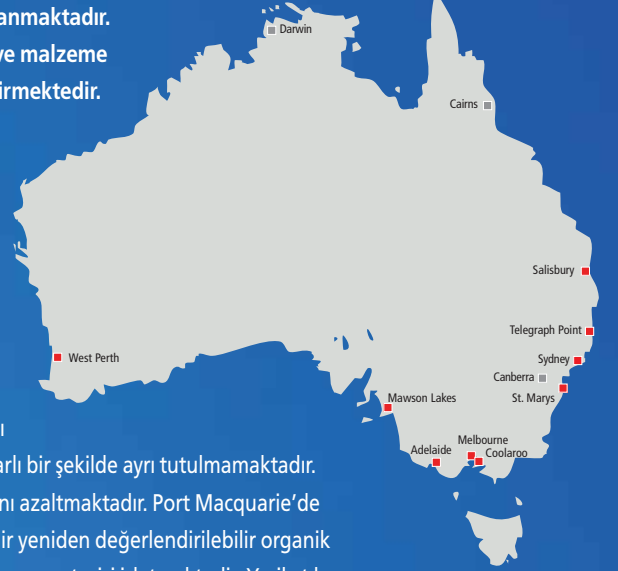 anmaktadır.
ve malzeme
irmektedir.
Darwin
Cairns
Salisbury
Telegraph Point
Sydney
Canberra
St. Marys
West Perth
Mawson Lakes
Melbourne
Adelaide
Coolaroo
ı
arlı bir şekilde ayrı tutulmamaktadır.
nı azaltmaktadır. Port Macquarie’de
ir yeniden değerlendirilebilir organik